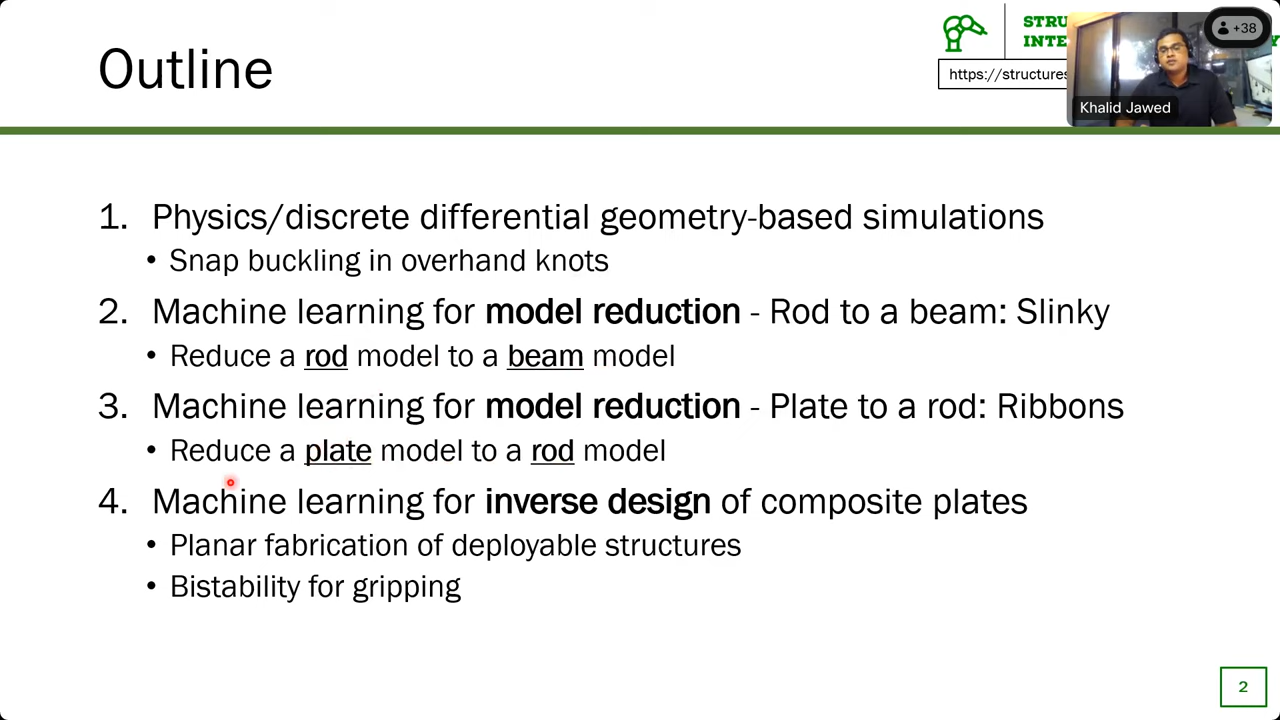 Outline
STRU
INTE
https://structures
+38
Khalid Jawed
1. Physics/discrete differential geometry-based simulations
• Snap buckling in overhand knots
2. Machine learning for model reduction - Rod to a beam: Slinky
• Reduce a rod model to a beam model
3. Machine learning for model reduction - Plate to a rod: Ribbons
• Reduce a plate model to a rod model
4. Machine learning for inverse design of composite plates
• Planar fabrication of deployable structures
• Bistability for gripping
2